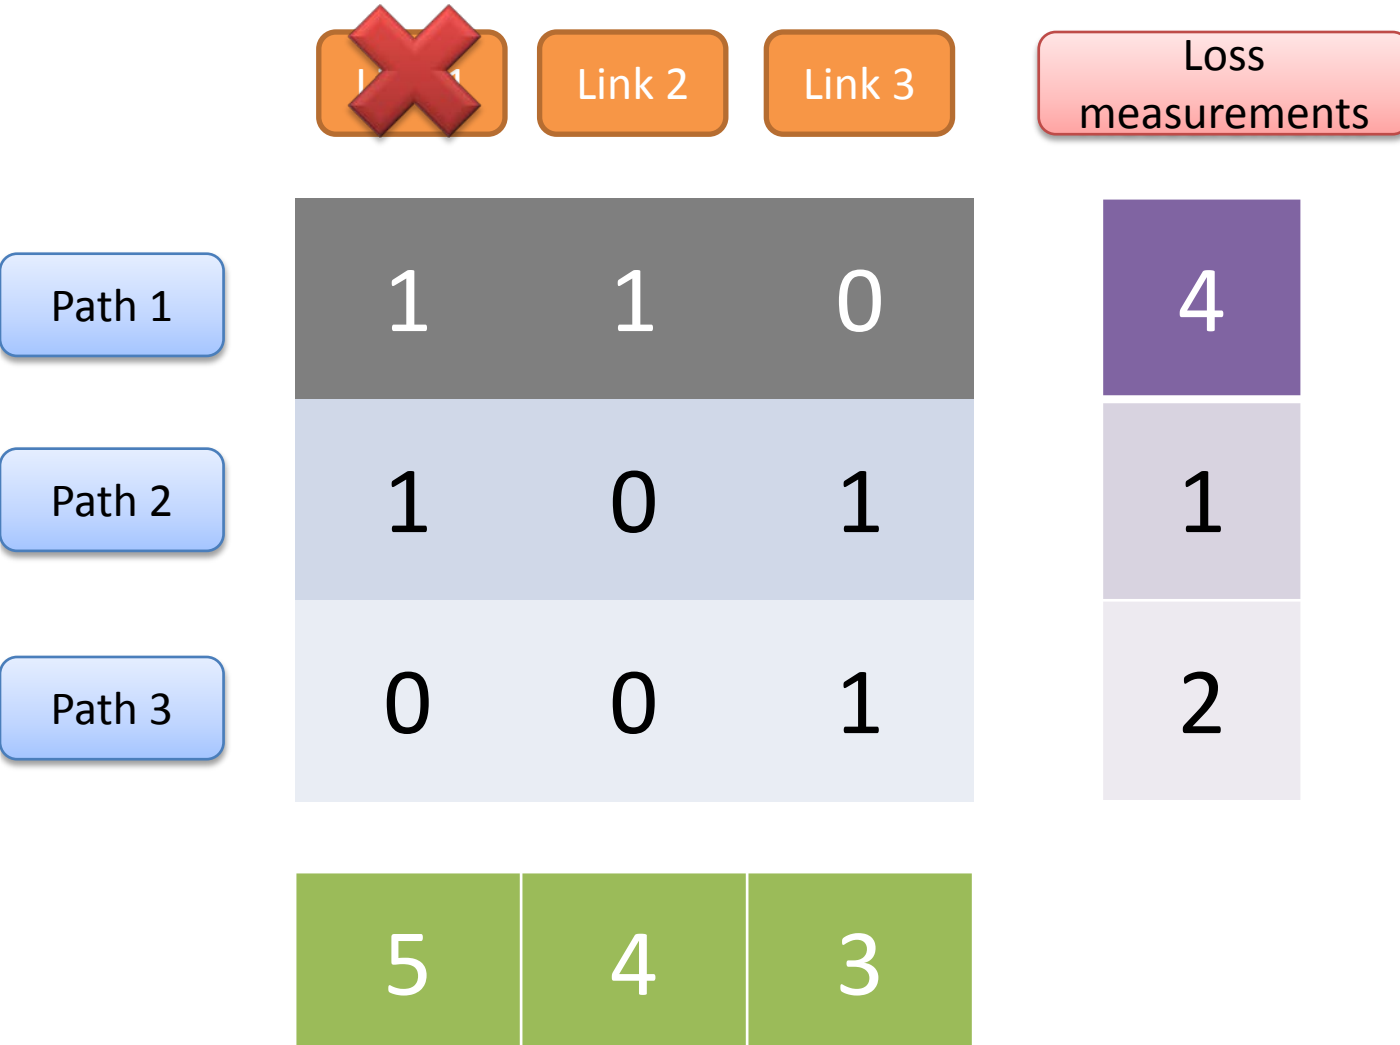 Link 2
Link 3
Loss
measurements
Path 1
1 1 0
4
Path 2
1 0 1
1
Path 3
0 0 1
2
5 4 3